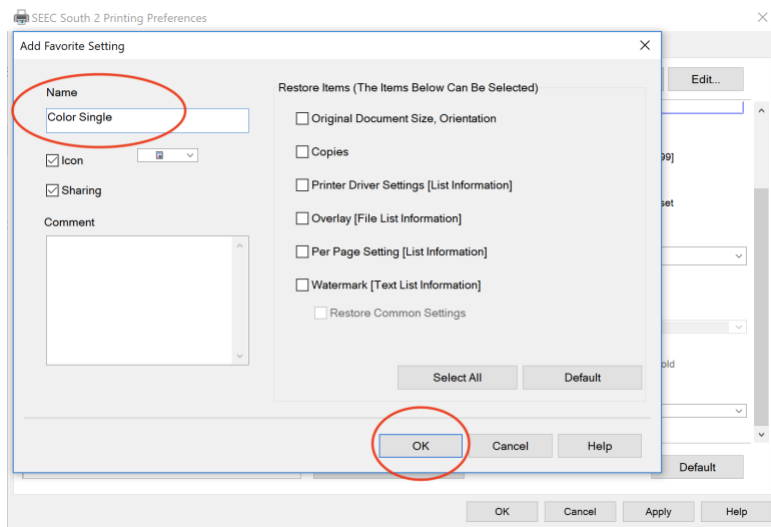 SEEC South 2 Printing Preferences
Add Favorite Setting
Edit...
Name
Color Single
Icon
Sharing
Comment
Restore Items (The Items Below Can Be Selected)
Original Document Size, Orientation
Copies
Printer Driver Settings [List Information]
Overlay [File List Information]
Per Page Setting [List Information]
Watermark [Text List Information]
Restore Common Settings
Select All Default
OK Cancel Help
99]
set
old
Default
OK Cancel Apply Help